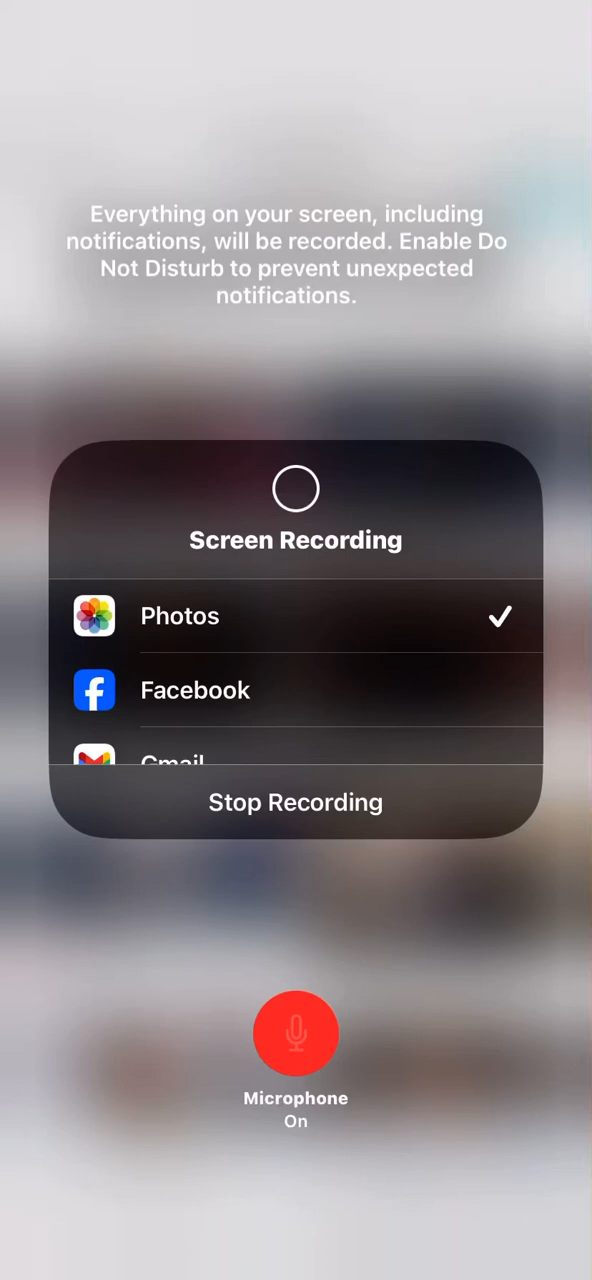 Everything on your screen, including
notifications, will be recorded. Enable Do
Not Disturb to prevent unexpected
notifications.
Screen Recording
Photos
Facebook
Gmail
Stop Recording
Microphone
On